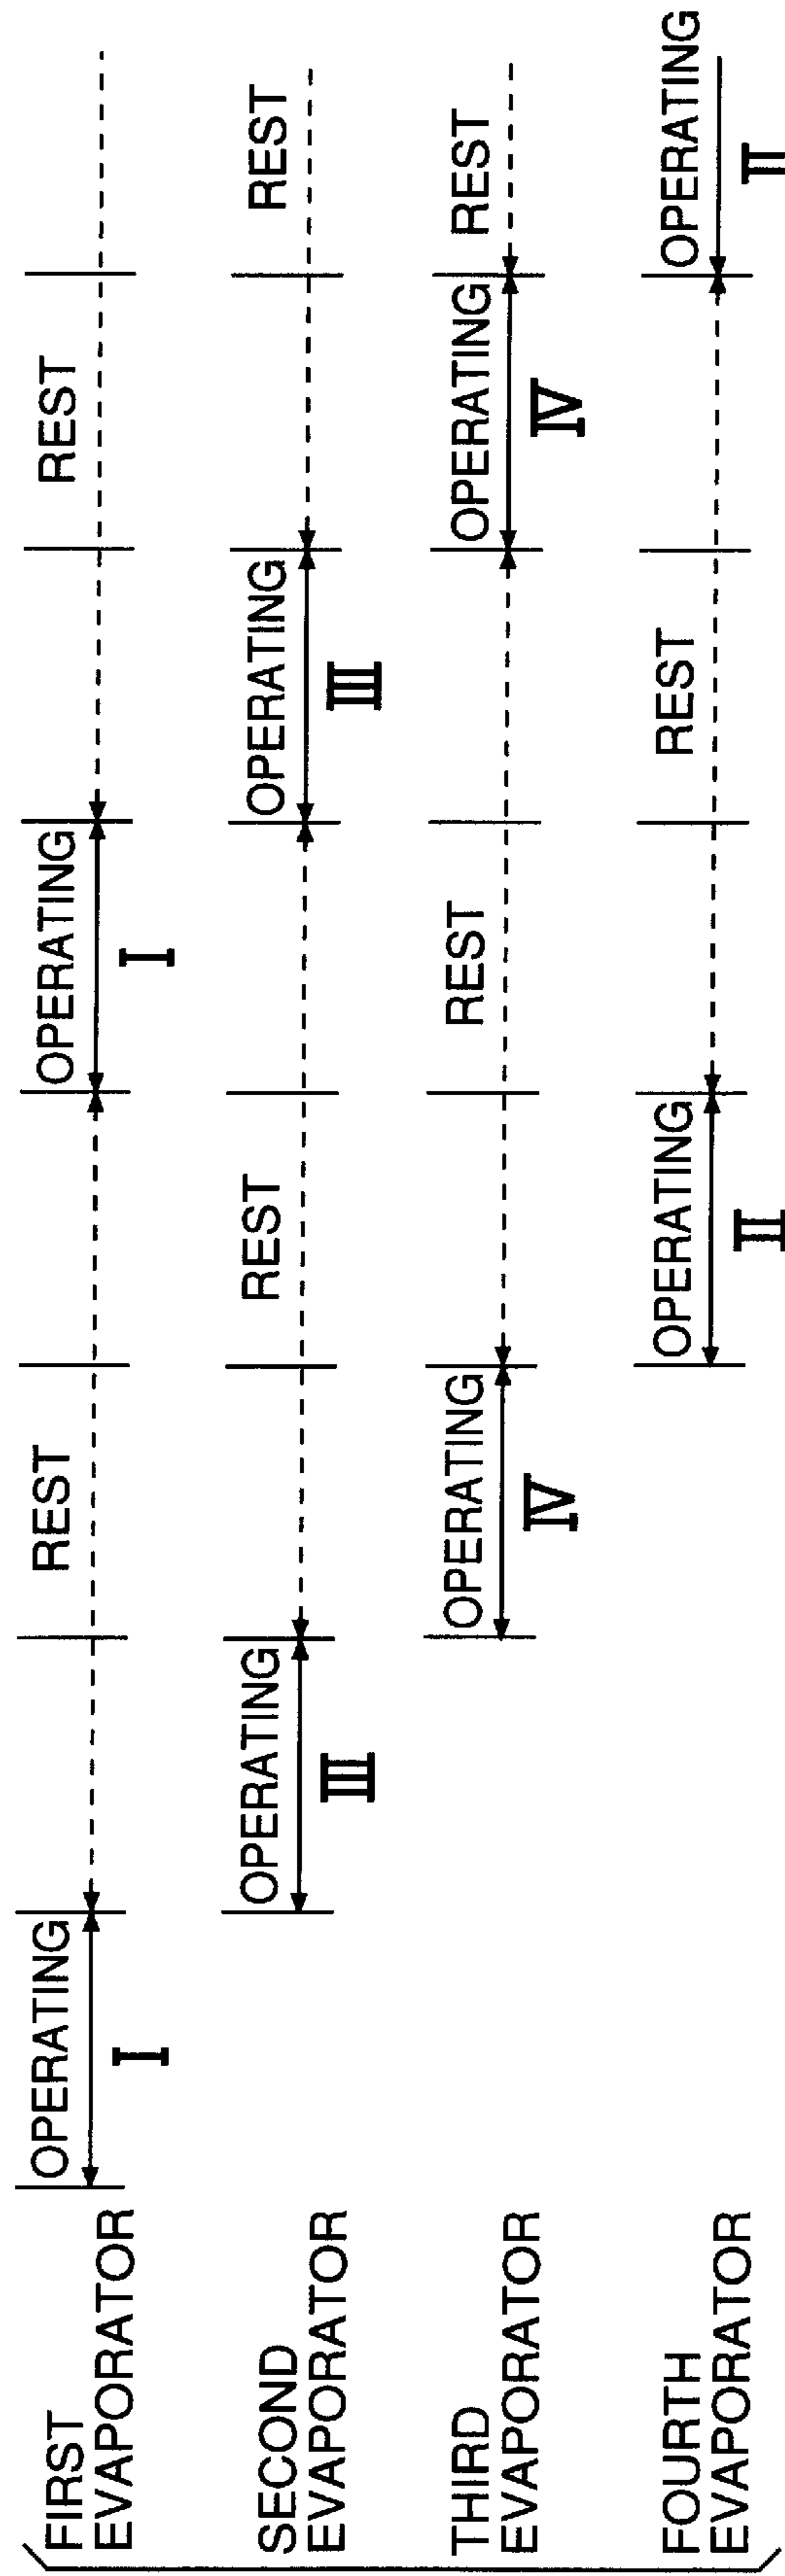 FIRST
EVAPORATOR
OPERATING
I
REST
OPERATING
I
REST
SECOND
EVAPORATOR
OPERATING
III
REST
OPERATING
III
REST
THIRD
EVAPORATOR
OPERATING
IV
REST
OPERATING
IV
REST
FOURTH
EVAPORATOR
OPERATING
II
REST
OPERATING
II